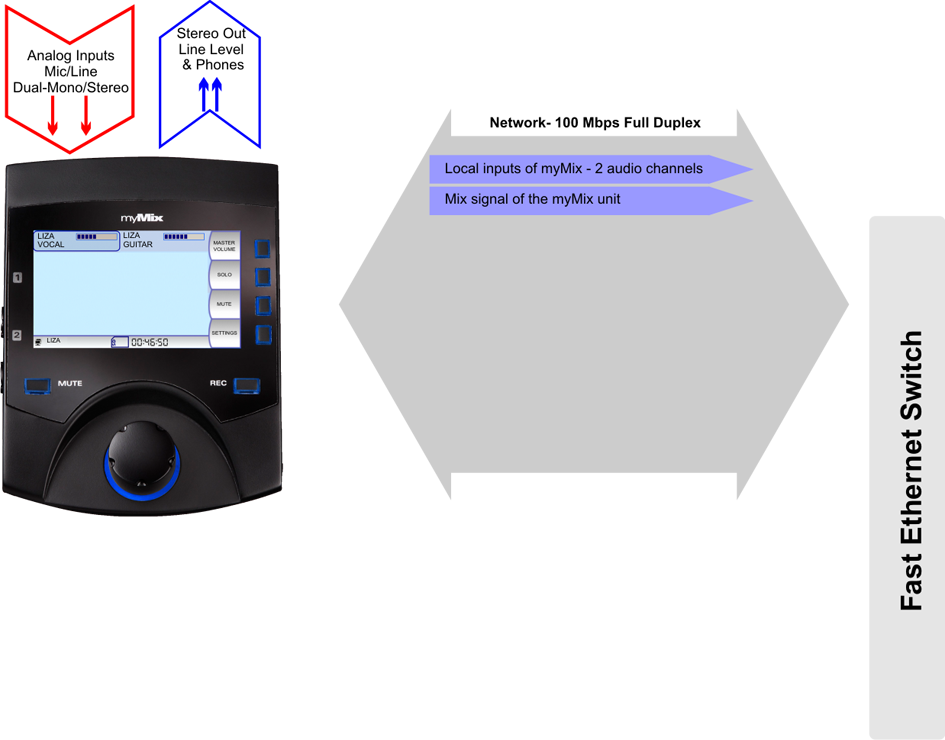 Analog Inputs
Mic/Line
Dual-Mono/Stereo
Stereo Out
Line Level
& Phones
Network- 100 Mbps Full Duplex
Local inputs of myMix - 2 audio channels
Mix signal of the myMix unit
myMix
LIZA
VOCAL
LIZA
GUITAR
MASTER
VOLUME
SOLO
MUTE
SETTINGS
1
2
LIZA
00:46:50
MUTE
REC
Fast Ethernet Switch